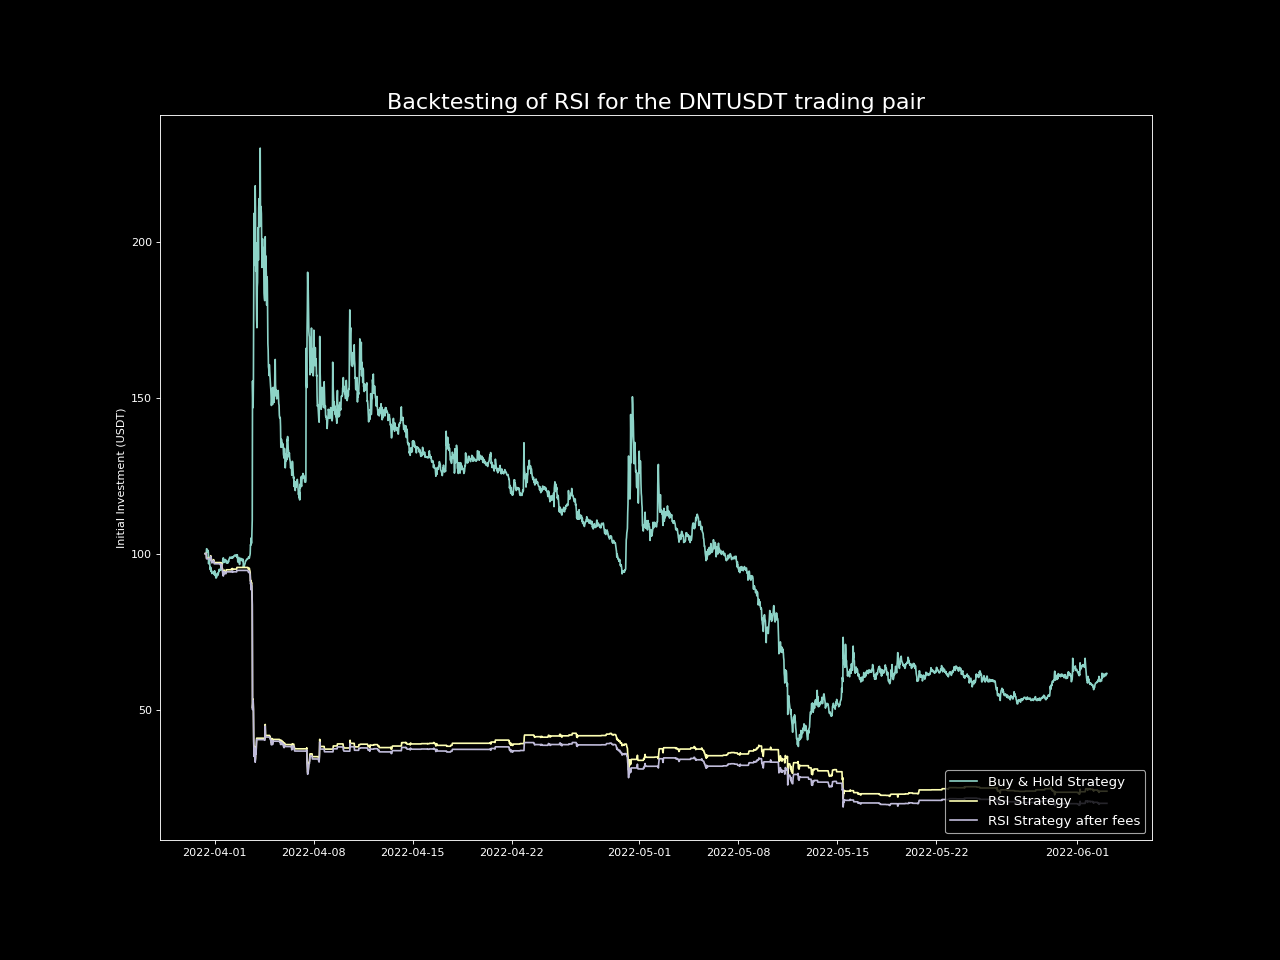 Backtesting of RSI for the DNTUSDT trading pair
Initial Investment (USDT)
200
150
100
50
2022-04-01 2022-04-08 2022-04-15 2022-04-22 2022-05-01 2022-05-08 2022-05-15 2022-05-22 2022-06-01
Buy & Hold Strategy
RSI Strategy
RSI Strategy after fees